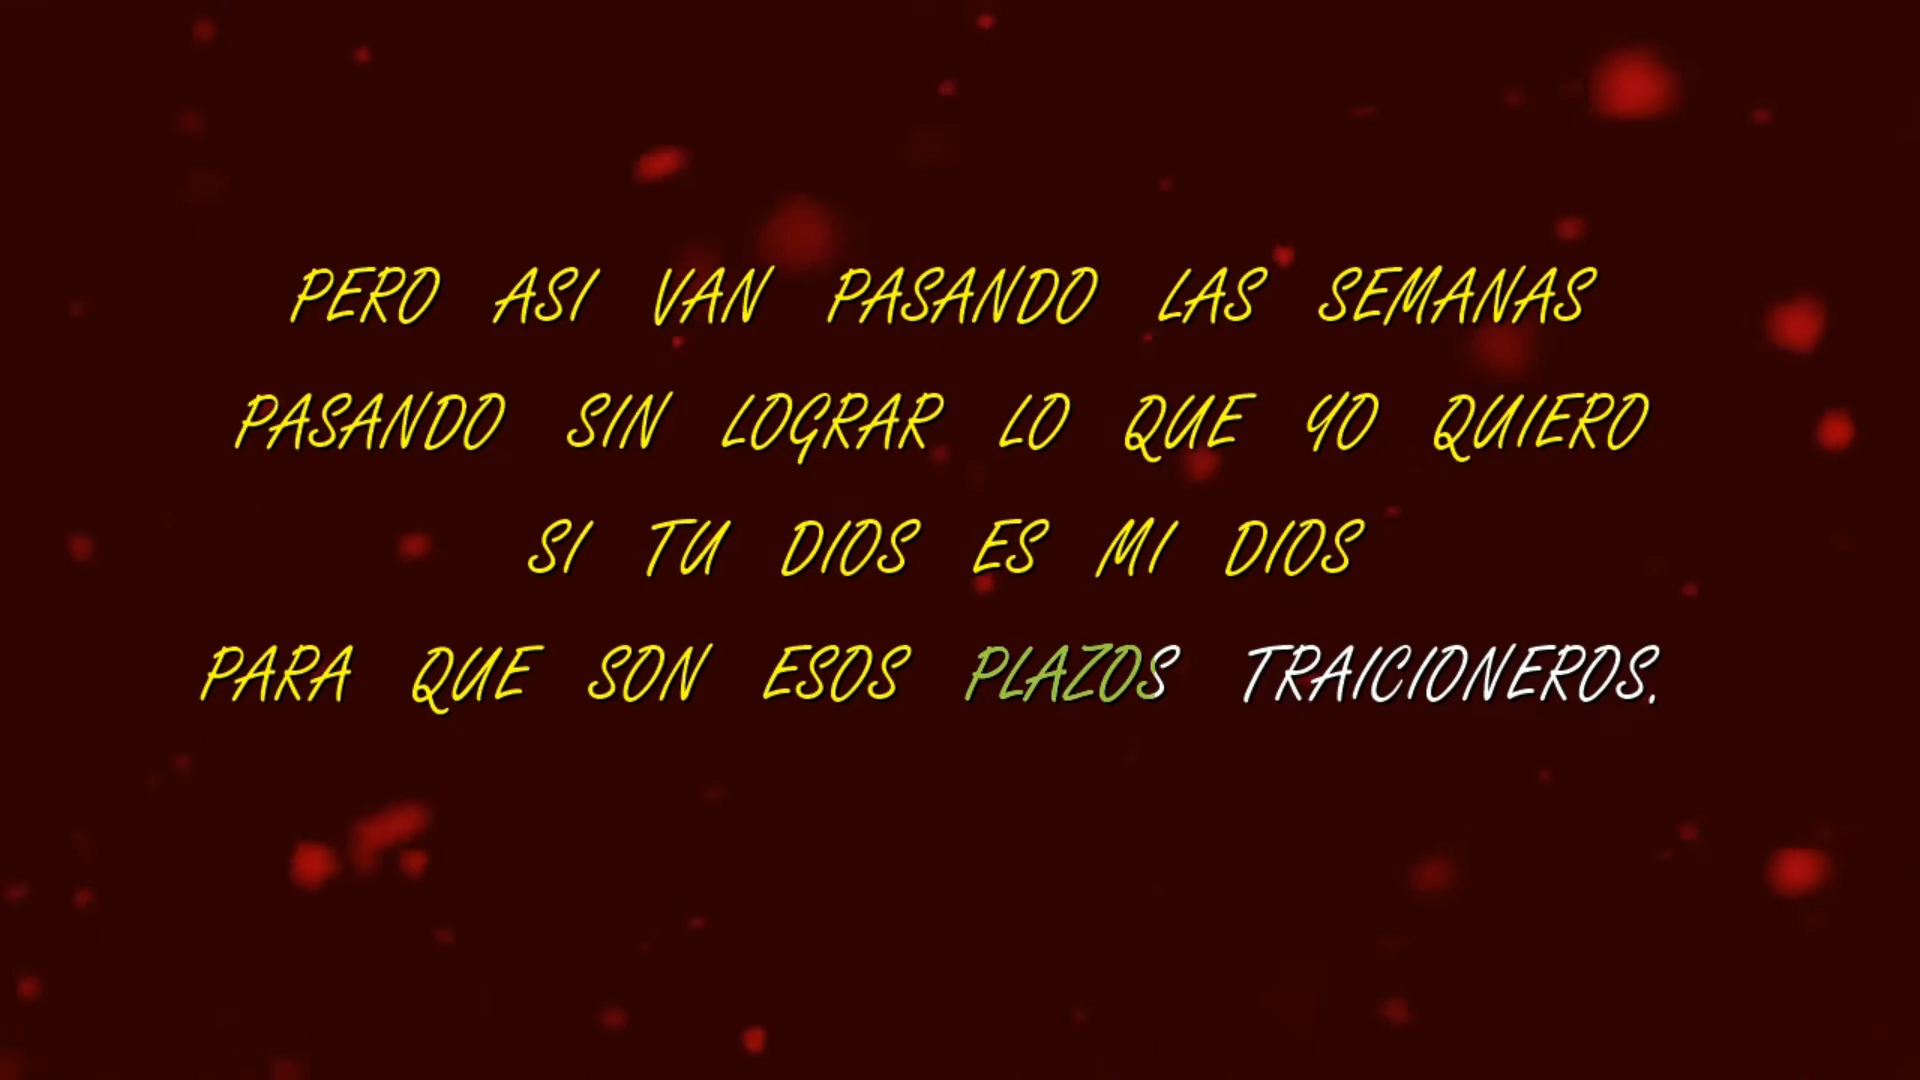 PERO ASI VAN PASANDO LAS SEMANAS
PASANDO SIN LOGRAR LO QUE YO QUIERO
SI TU DIOS ES MI DIOS
PARA QUE SON ESOS PLAZOS TRAICIONEROS.